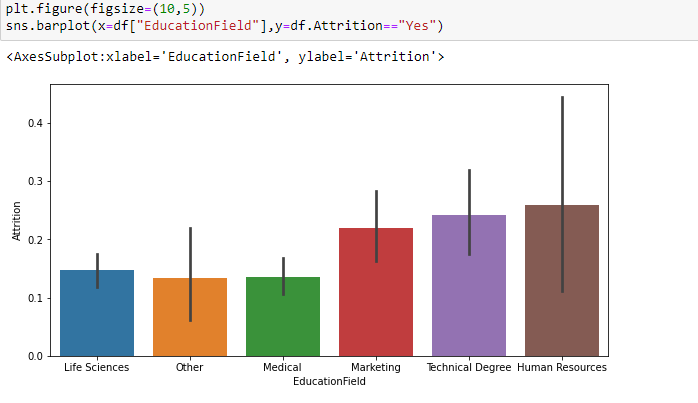 plt.figure(figsize=(10,5))
sns.barplot(x=df["EducationField"],y=df.Attrition=="Yes")
<AxesSubplot:xlabel='EducationField', ylabel='Attrition'>
0.4
0.3
0.2
0.1
0.0
Attrition
Life Sciences Other Medical Marketing Technical Degree Human Resources
EducationField